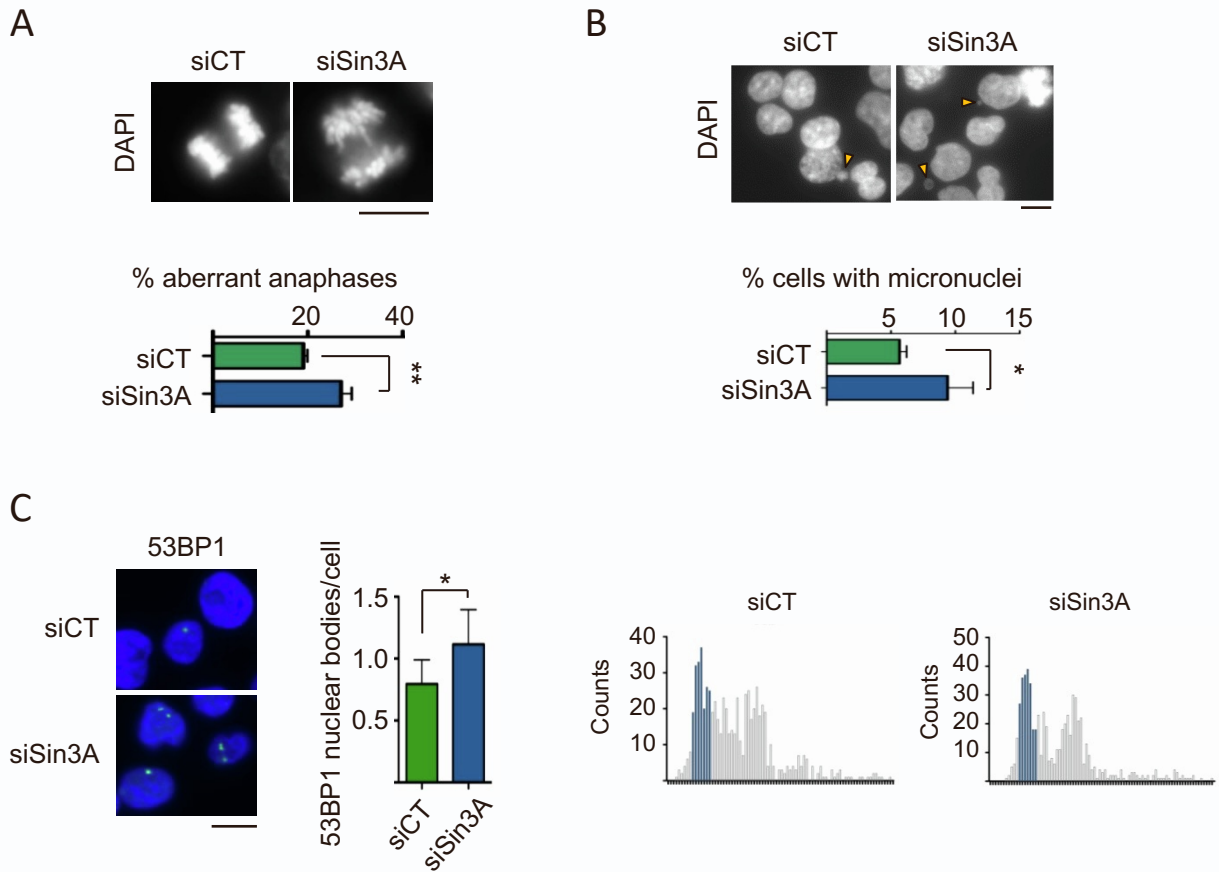 A
siCT siSin3A
DAPI
% aberrant anaphases
20 40
siCT
siSin3A
**
B
siCT siSin3A
DAPI
% cells with micronuclei
5 10 15
siCT
siSin3A
*
C
53BP1
siCT
siSin3A
53BP1 nuclear bodies/cell
1.5
1.0
0.5
*
siCT
siSin3A
siCT
Counts
40
30
20
10
siSin3A
Counts
50
40
30
20
10